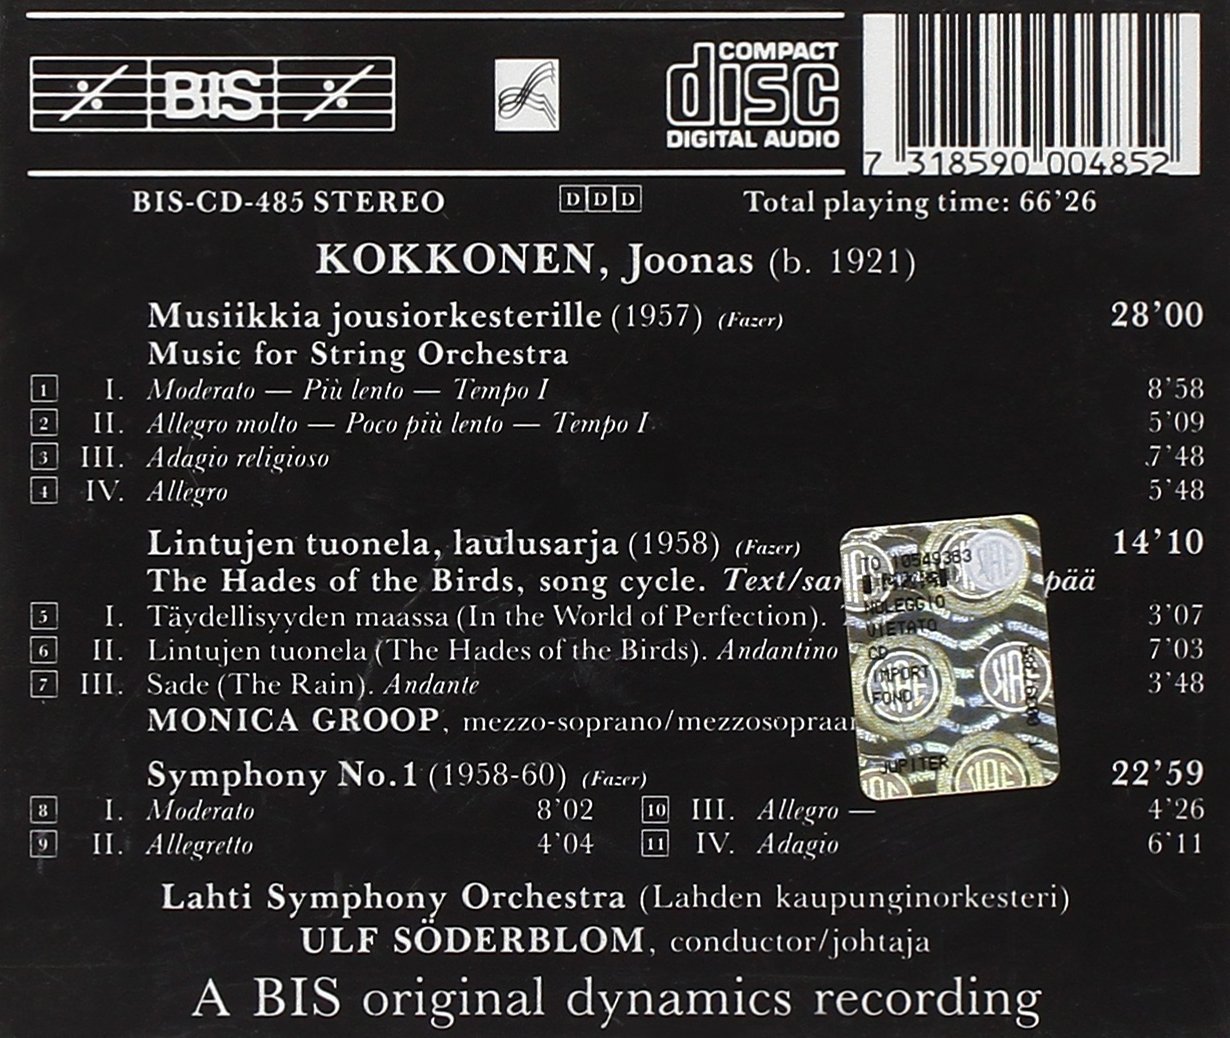 BIS
COMPACT
disc
DIGITAL AUDIO
7 318590 004852
BIS-CD-485 STEREO D D D Total playing time: 66'26
KOKKONEN, Joonas (b. 1921)
Musiikkia jousiorkesterille (1957) (Fazer) 28'00
Music for String Orchestra
1 I. Moderato — Più lento — Tempo I 8'58
2 II. Allegro molto — Poco più lento — Tempo I 5'09
3 III. Adagio religioso 7'48
4 IV. Allegro 5'48
Lintujen tuonela, laulusarja (1958) (Fazer) 14'10
The Hades of the Birds, song cycle. Text/
5 I. Täydellisyyden maassa (In the World of Perfection). 3'07
6 II. Lintujen tuonela (The Hades of the Birds). Andantino 7'03
7 III. Sade (The Rain). Andante 3'48
MONICA GROOP, mezzo-soprano/
Symphony No. 1 (1958-60) (Fazer) 22'59
8 I. Moderato 8'02 10 III. Allegro — 4'26
9 II. Allegretto 4'04 11 IV. Adagio 6'11
Lahti Symphony Orchestra (Lahden kaupunginorkesteri)
ULF SÖDERBLOM, conductor/johtaja
A BIS original dynamics recording
TO 10549383
NOLEGGIO
VIETATO
CD
IMPORT
FONO
JUPITER